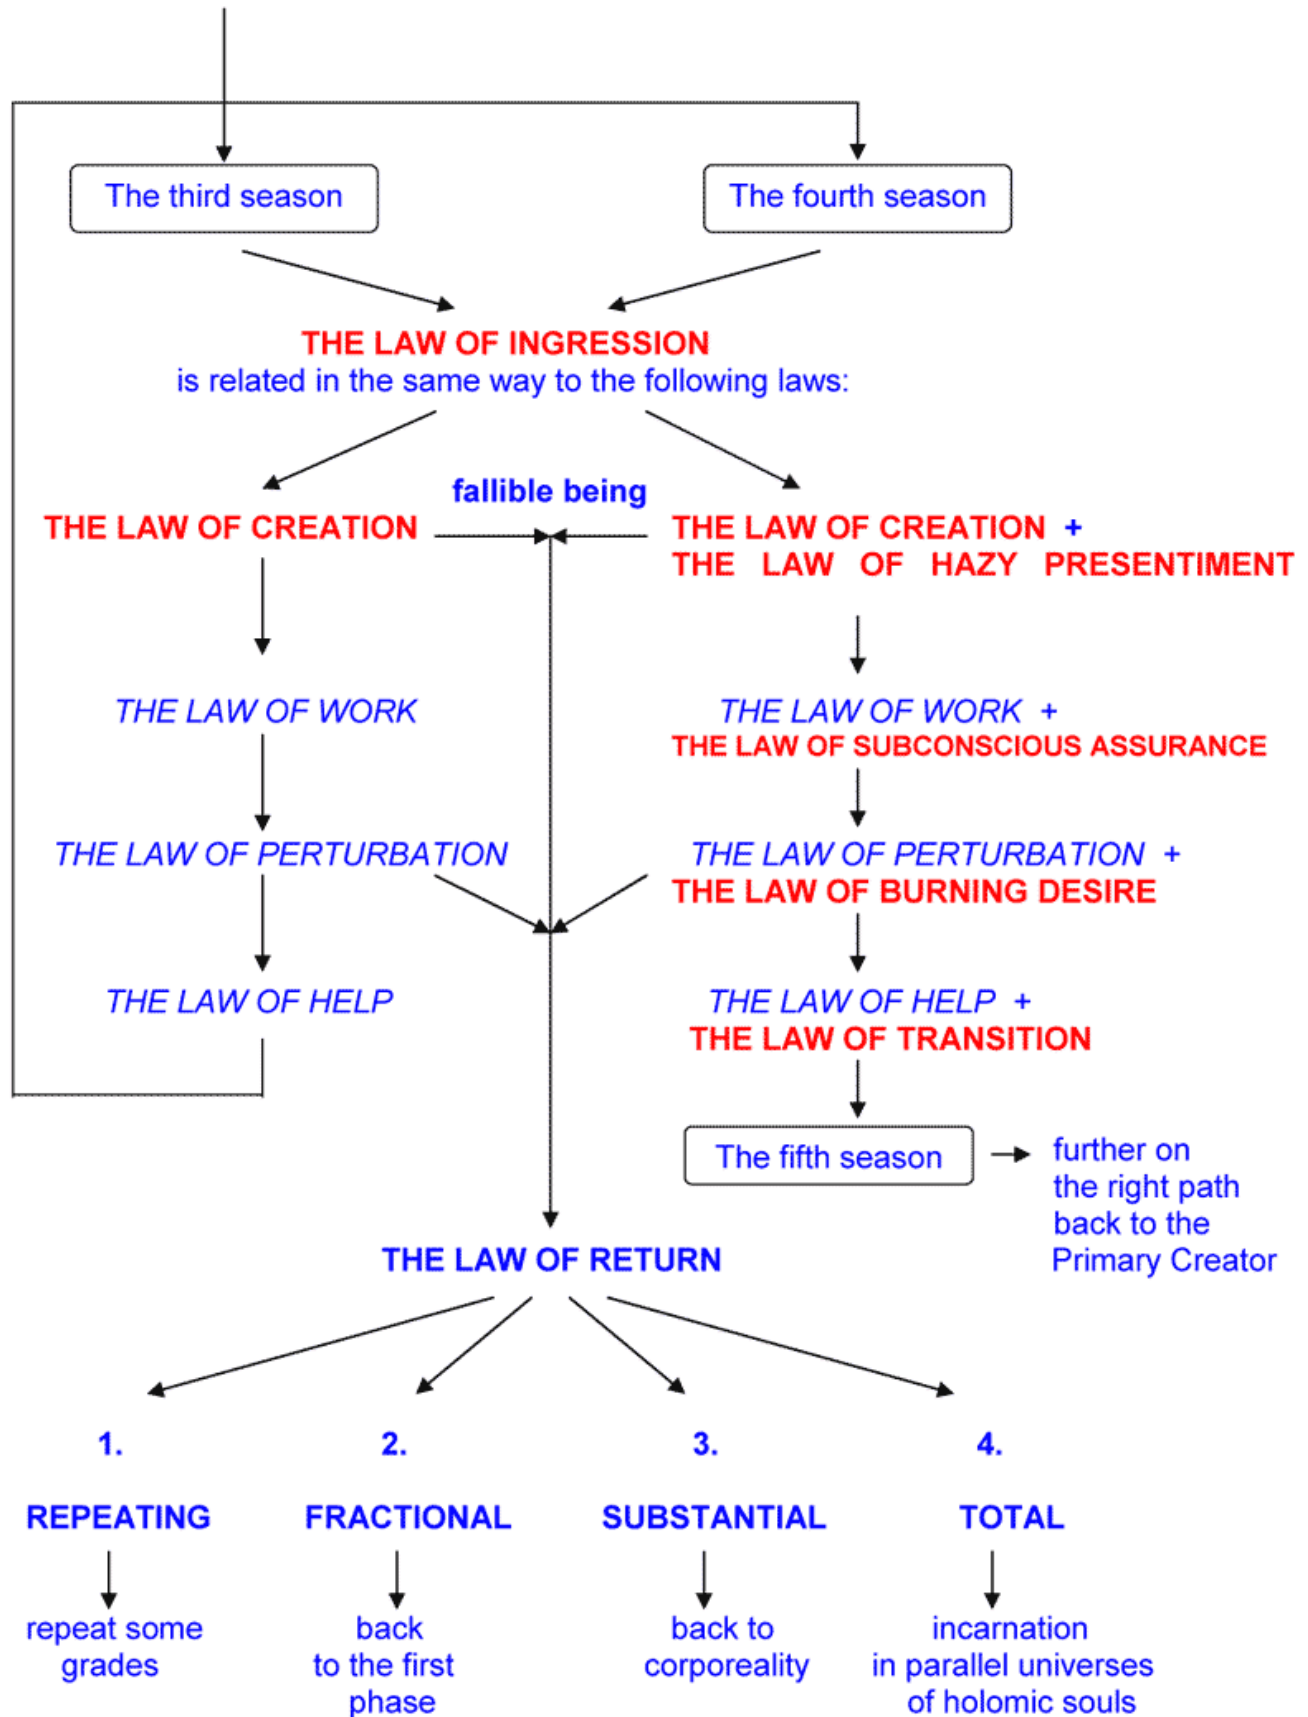 The third season
The fourth season
THE LAW OF INGRESSION
is related in the same way to the following laws:
fallible being
THE LAW OF CREATION
THE LAW OF CREATION +
THE LAW OF HAZY PRESENTIMENT
THE LAW OF WORK
THE LAW OF WORK +
THE LAW OF SUBCONSCIOUS ASSURANCE
THE LAW OF PERTURBATION
THE LAW OF PERTURBATION +
THE LAW OF BURNING DESIRE
THE LAW OF HELP
THE LAW OF HELP +
THE LAW OF TRANSITION
The fifth season
further on
the right path
back to the
Primary Creator
THE LAW OF RETURN
1.
REPEATING
repeat some
grades
2.
FRACTIONAL
back
to the first
phase
3.
SUBSTANTIAL
back to
corporeality
4.
TOTAL
incarnation
in parallel universes
of holomic souls